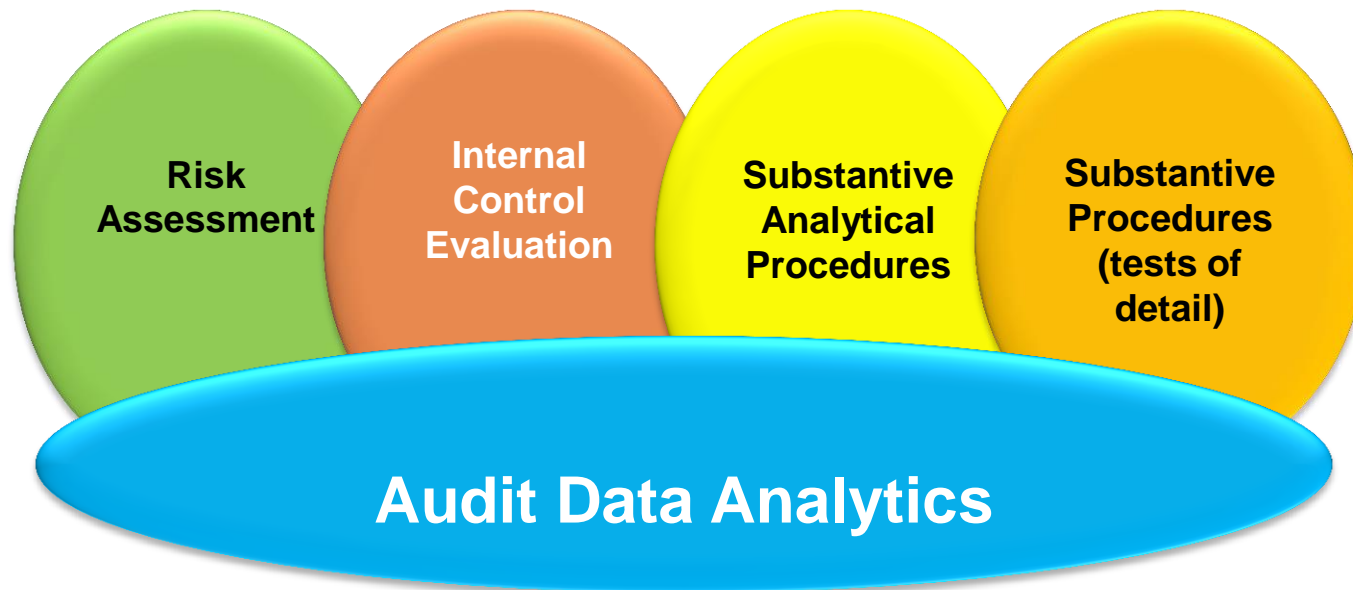 Risk
Assessment
Internal
Control
Evaluation
Substantive
Analytical
Procedures
Substantive
Procedures
(tests of
detail)
Audit Data Analytics